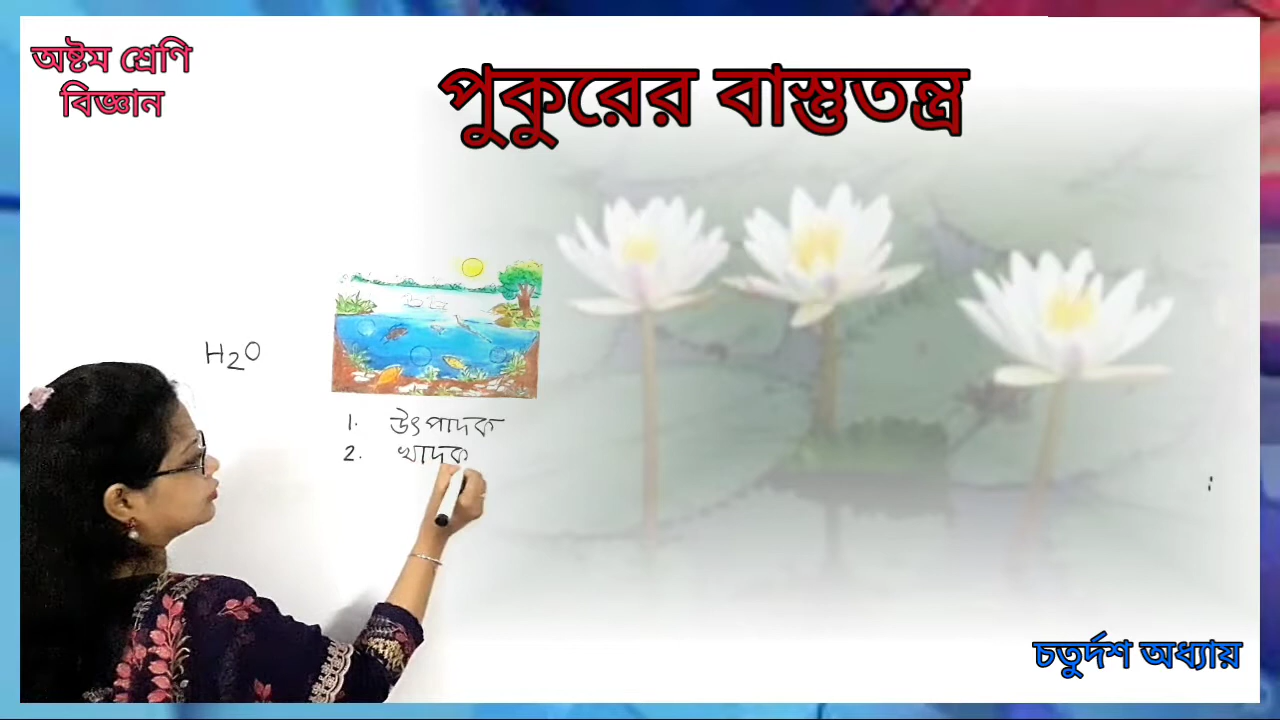 অষ্টম শ্রেণি
বিজ্ঞান
পুকুরের বাস্তুতন্ত্র
H2O
1. উৎপাদক
2. খাদক
চতুর্দশ অধ্যায়